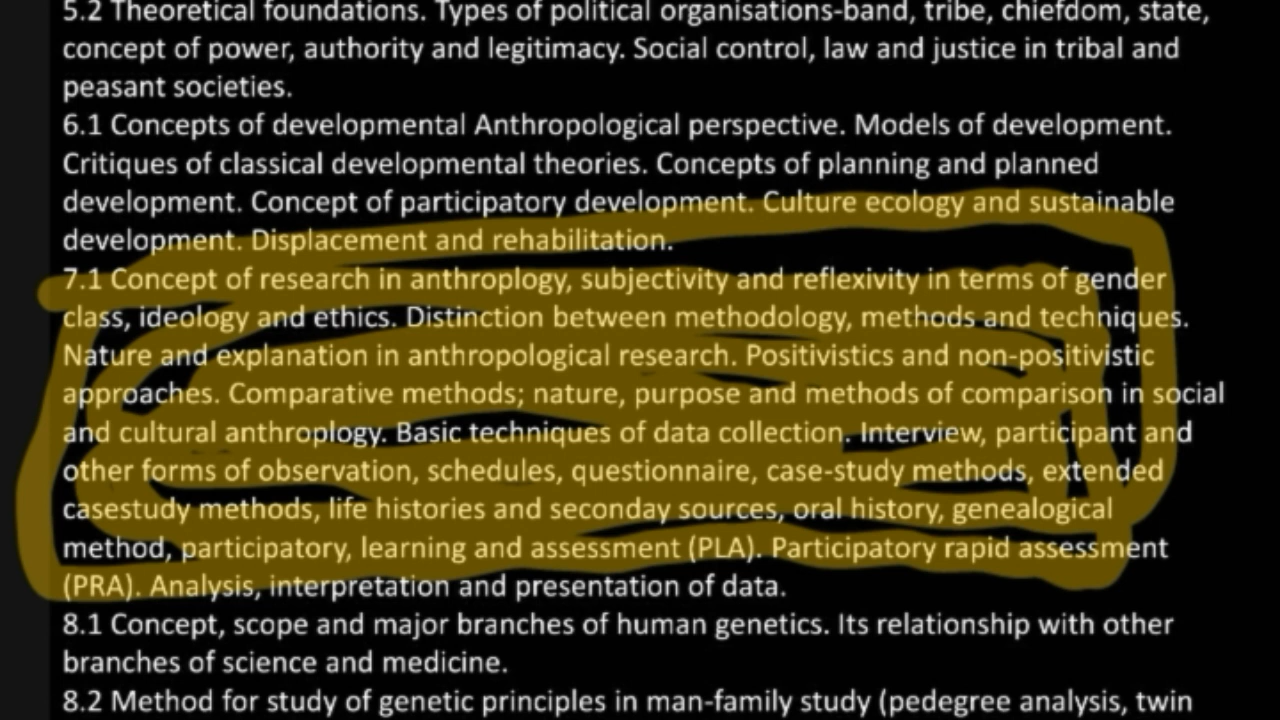 5.2 Theoretical foundations. Types of political organisations-band, tribe, chiefdom, state,
concept of power, authority and legitimacy. Social control, law and justice in tribal and
peasant societies.
6.1 Concepts of developmental Anthropological perspective. Models of development.
Critiques of classical developmental theories. Concepts of planning and planned
development. Concept of participatory development. Culture ecology and sustainable
development. Displacement and rehabilitation.
7.1 Concept of research in anthroplogy, subjectivity and reflexivity in terms of gender
class, ideology and ethics. Distinction between methodology, methods and techniques.
Nature and explanation in anthropological research. Positivistics and non-positivistic
approaches. Comparative methods; nature, purpose and methods of comparison in social
and cultural anthroplogy. Basic techniques of data collection. Interview, participant and
other forms of observation, schedules, questionnaire, case-study methods, extended
casestudy methods, life histories and seconday sources, oral history, genealogical
method, participatory, learning and assessment (PLA). Participatory rapid assessment
(PRA). Analysis, interpretation and presentation of data.
8.1 Concept, scope and major branches of human genetics. Its relationship with other
branches of science and medicine.
8.2 Method for study of genetic principles in man-family study (pedegree analysis, twin